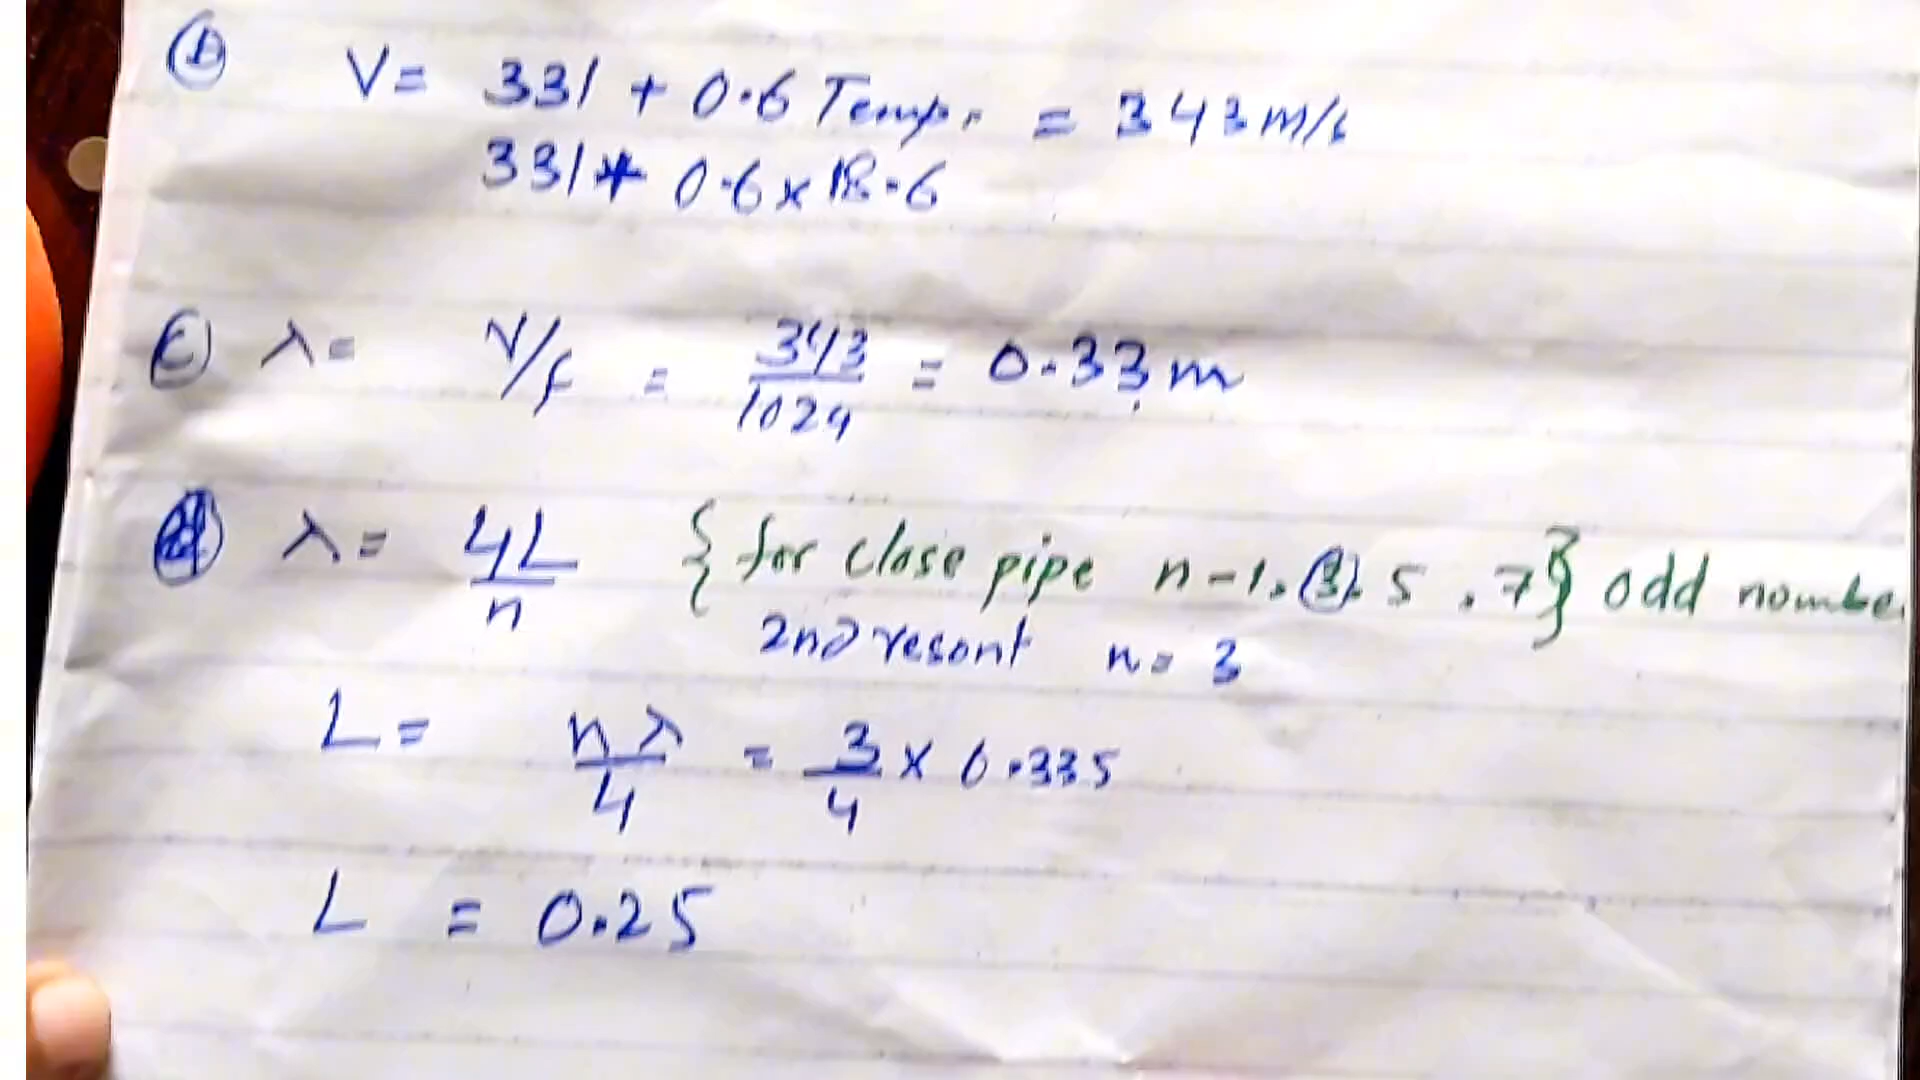 ⓑ V= 331 + 0.6 Temp. = 343 m/s
331+ 0.6 x 18.6
ⓒ λ= V/f = 343/1024 = 0.33 m
ⓓ λ= 4L/n { for close pipe n-1, ③, 5, 7} odd number
2nd resont n= 3
L= nλ/4 = 3/4 x 0.335
L = 0.25